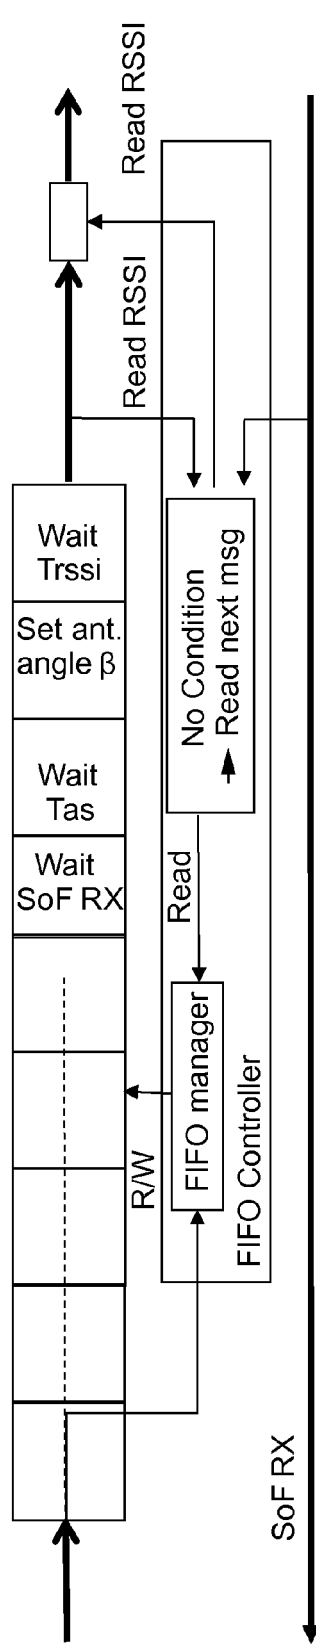 Read RSSI
Read RSSI
Wait
Trssi
Set ant.
angle β
Wait
Tas
Wait
SoF RX
No Condition
Read next msg
Read
FIFO manager
R/W
FIFO Controller
SoF RX